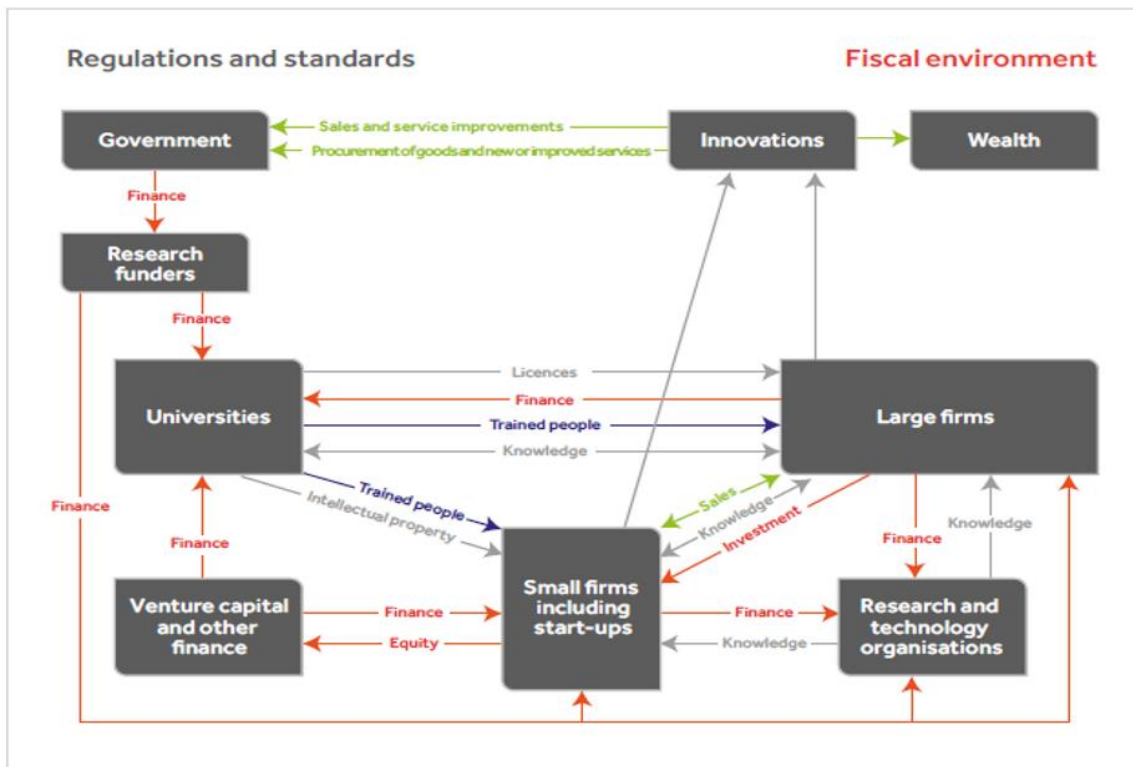 Regulations and standards
Fiscal environment
Government
Sales and service improvements
Procurement of goods and new or improved services
Innovations
Wealth
Finance
Research
funders
Finance
Universities
Licences
Finance
Trained people
Knowledge
Large firms
Finance
Trained people
Intellectual property
Sales
Knowledge
Investment
Finance
Knowledge
Finance
Venture capital
and other
finance
Finance
Equity
Small firms
including
start-ups
Finance
Knowledge
Research and
technology
organisations